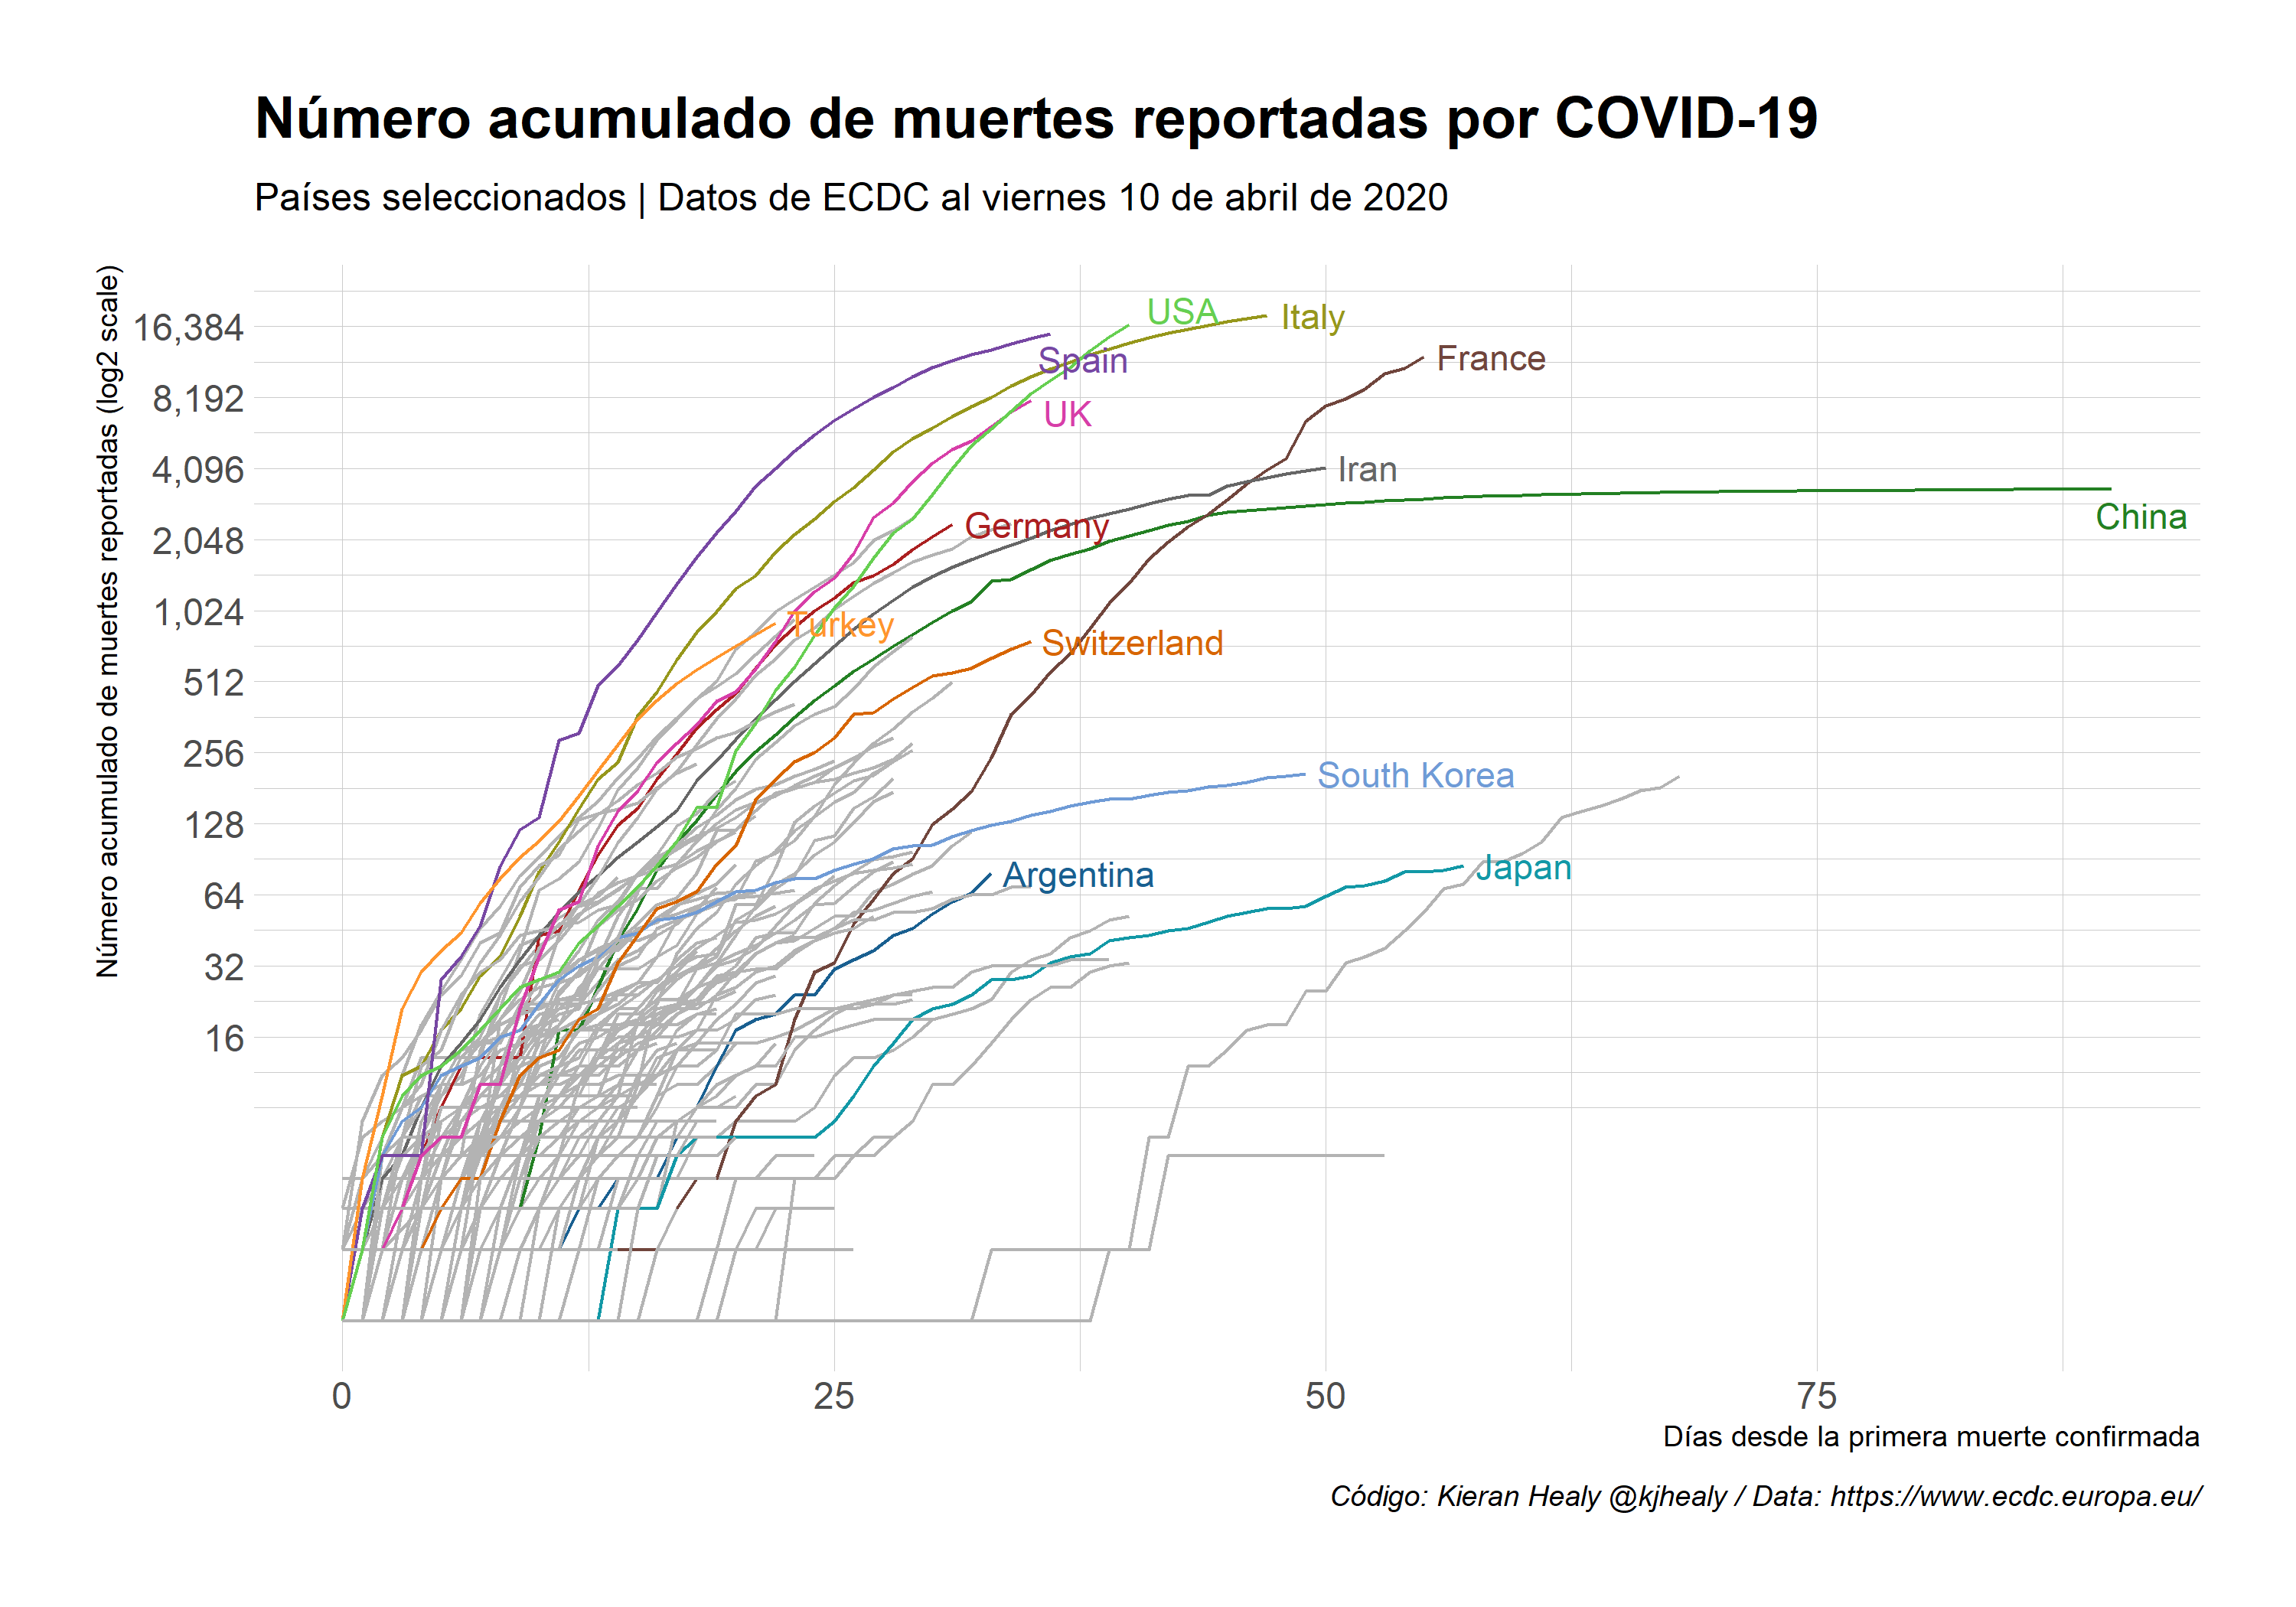 Número acumulado de muertes reportadas por COVID-19
Países seleccionados | Datos de ECDC al viernes 10 de abril de 2020
Número acumulado de muertes reportadas (log2 scale)
16,384
8,192
4,096
2,048
1,024
512
256
128
64
32
16
USA
Italy
Spain
France
UK
Iran
China
Germany
Turkey
Switzerland
South Korea
Argentina
Japan
0
25
50
75
Días desde la primera muerte confirmada
Código: Kieran Healy @kjhealy / Data: https://www.ecdc.europa.eu/